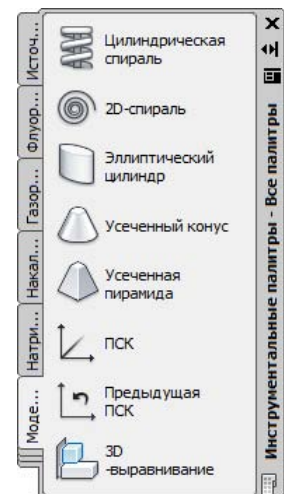 Источ...
Флуор...
Газор...
Накал...
Натри...
Моде...
Цилиндрическая
спираль
2D-спираль
Эллиптический
цилиндр
Усеченный конус
Усеченная
пирамида
ПСК
Предыдущая
ПСК
3D
-выравнивание
Инструментальные палитры - Все палитры